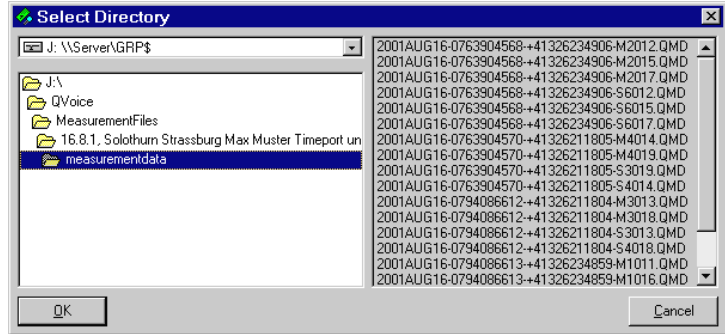 Select Directory
J: \\Server\GRP$
J:\
QVoice
MeasurementFiles
16.8.1, Solothurn Strassburg Max Muster Timeport un
measurementdata
2001AUG16-0763904568-+41326234906-M2012.QMD
2001AUG16-0763904568-+41326234906-M2015.QMD
2001AUG16-0763904568-+41326234906-M2017.QMD
2001AUG16-0763904568-+41326234906-S6012.QMD
2001AUG16-0763904568-+41326234906-S6015.QMD
2001AUG16-0763904568-+41326234906-S6017.QMD
2001AUG16-0763904570-+41326211805-M4014.QMD
2001AUG16-0763904570-+41326211805-M4019.QMD
2001AUG16-0763904570-+41326211805-S3019.QMD
2001AUG16-0763904570-+41326211805-S4014.QMD
2001AUG16-0794086612-+41326211804-M3013.QMD
2001AUG16-0794086612-+41326211804-M3018.QMD
2001AUG16-0794086612-+41326211804-S3013.QMD
2001AUG16-0794086612-+41326211804-S4018.QMD
2001AUG16-0794086613-+41326234859-M1011.QMD
2001AUG16-0794086613-+41326234859-M1016.QMD
OK
Cancel